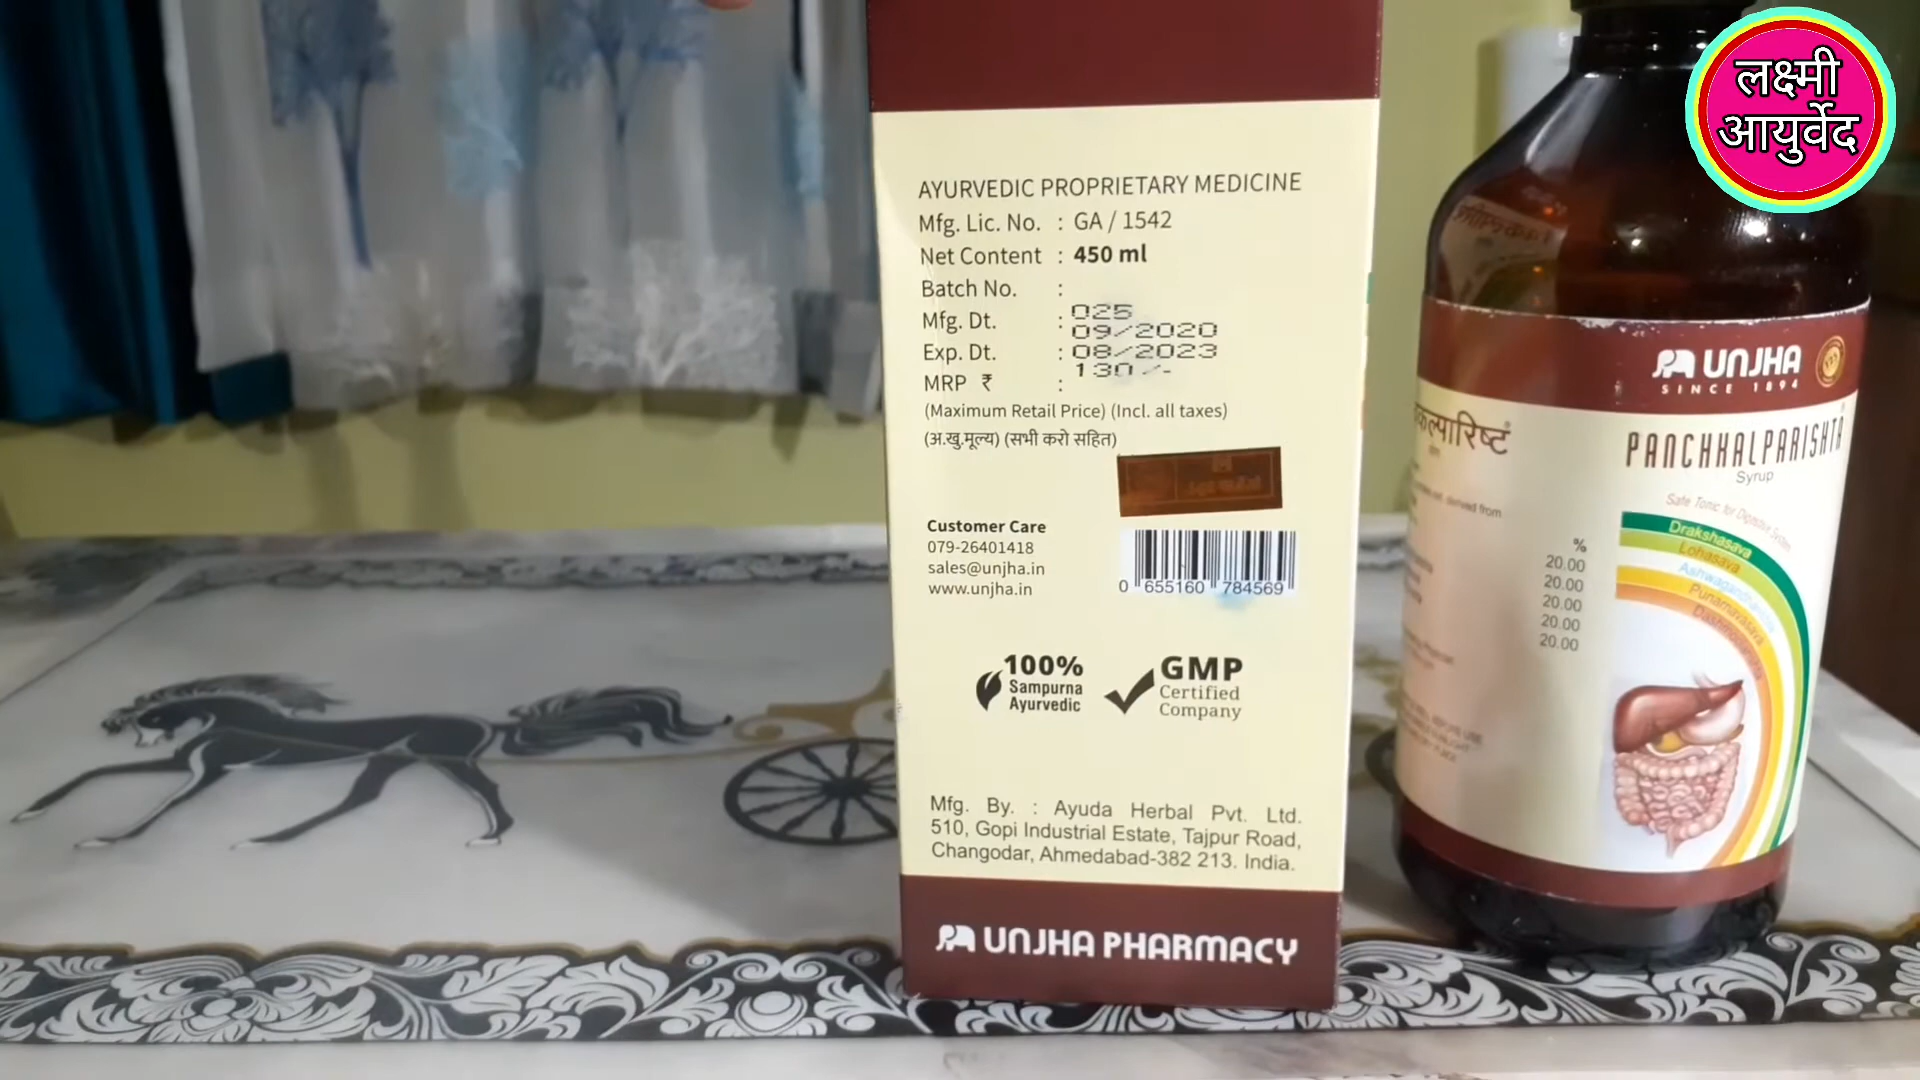 लक्ष्मी
आयुर्वेद
AYURVEDIC PROPRIETARY MEDICINE
Mfg. Lic. No. : GA / 1542
Net Content : 450 ml
Batch No. :
025
Mfg. Dt. : 09/2020
Exp. Dt. : 08/2023
MRP ₹ : 130/-
(Maximum Retail Price) (Incl. all taxes)
(अ.खु.मूल्य) (सभी करो सहित)
Customer Care
079-26401418
sales@unjha.in
www.unjha.in
0 655160 784569
100%
Sampurna
Ayurvedic
GMP
Certified
Company
Mfg. By. : Ayuda Herbal Pvt. Ltd.
510, Gopi Industrial Estate, Tajpur Road,
Changodar, Ahmedabad-382 213. India.
UNJHA PHARMACY
UNJHA
SINCE 1894
PANCHKALPARISHTA
Syrup
Safe Tonic for Digestive System
Drakshasava
Lohasava
Punarnavasava
derived from
%
20.00
20.00
20.00
20.00
20.00